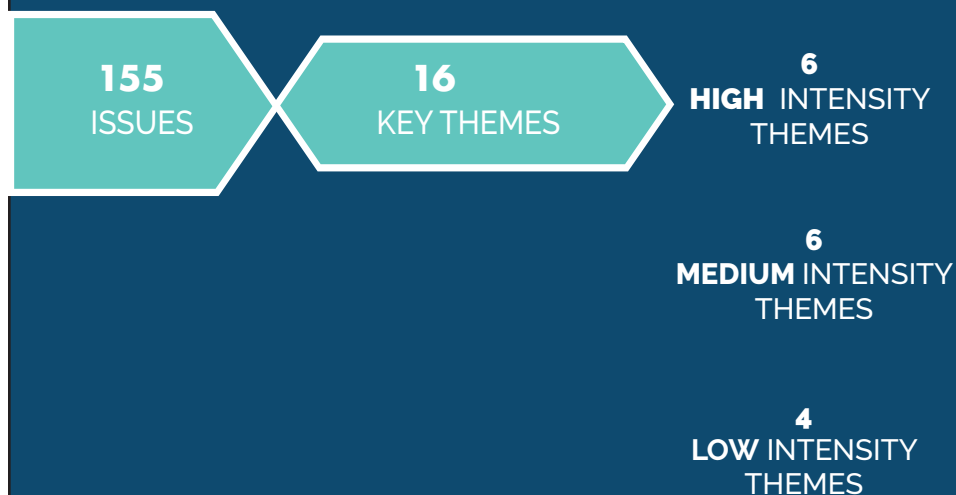 155
ISSUES
16
KEY THEMES
6
HIGH INTENSITY
THEMES
6
MEDIUM INTENSITY
THEMES
4
LOW INTENSITY
THEMES